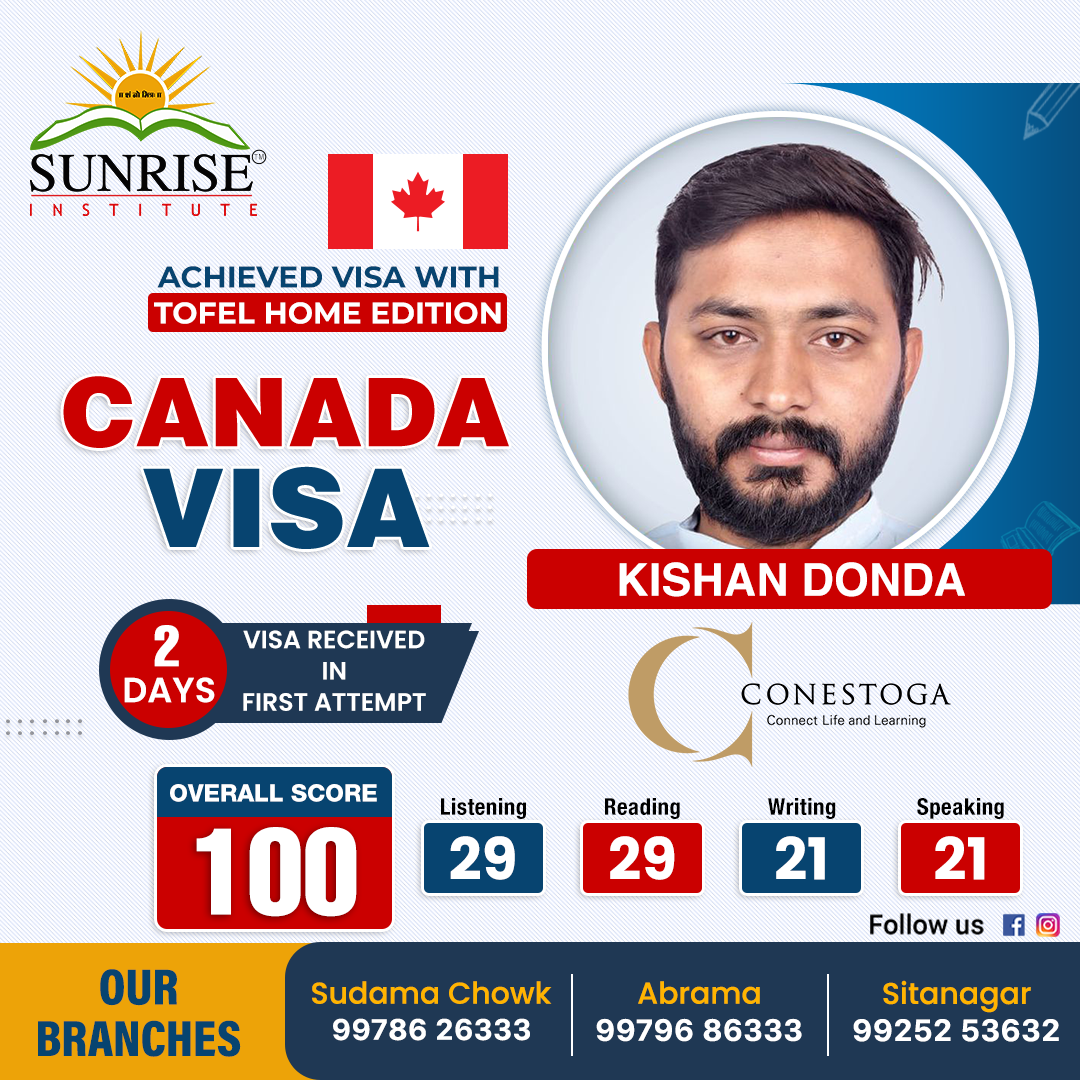 SUNRISE TM
INSTITUTE
ACHIEVED VISA WITH
TOFEL HOME EDITION
CANADA
VISA
KISHAN DONDA
2
DAYS
VISA RECEIVED
IN
FIRST ATTEMPT
CONESTOGA
Connect Life and Learning
OVERALL SCORE
100
Listening
29
Reading
29
Writing
21
Speaking
21
Follow us
OUR
BRANCHES
Sudama Chowk
99786 26333
Abrama
99796 86333
Sitanagar
99252 53632